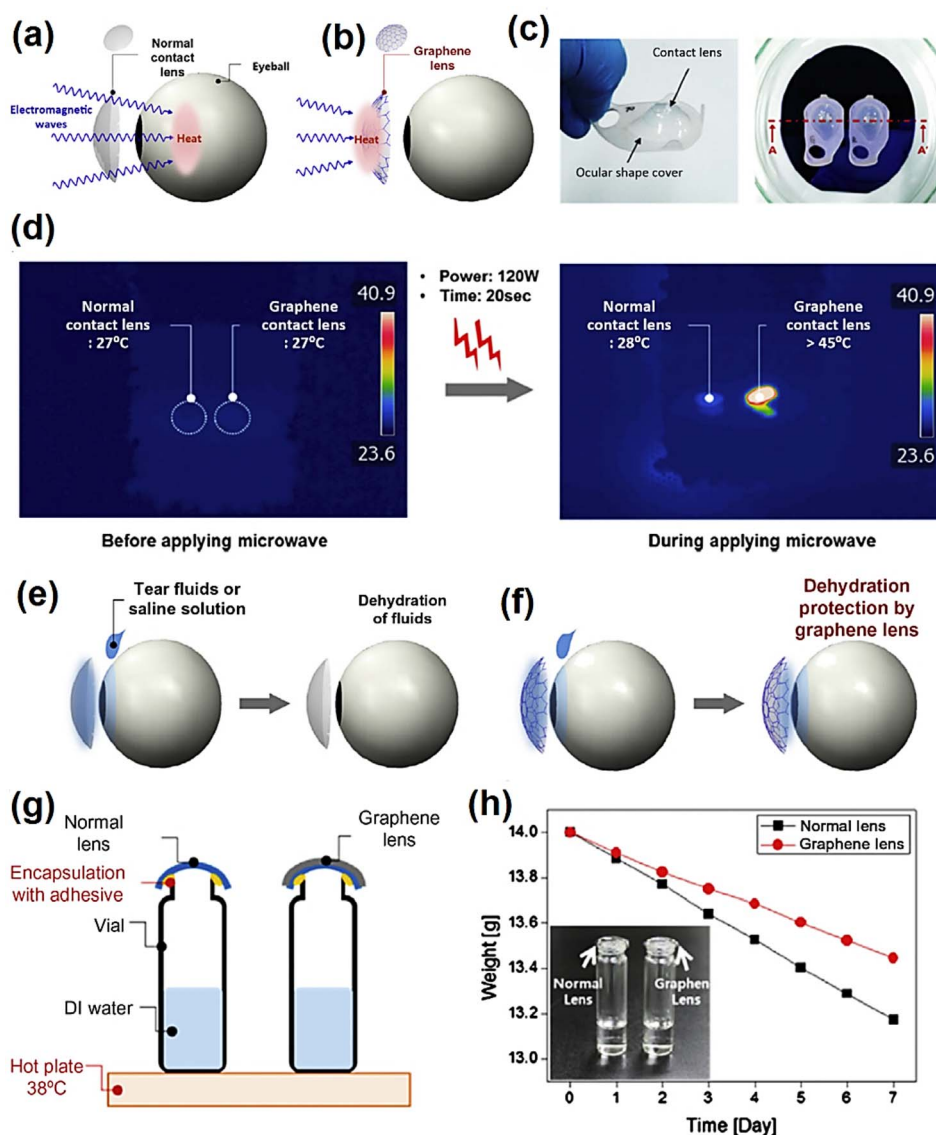 (a)
Normal
contact
lens
Eyeball
Electromagnetic
waves
Heat
(b)
Graphene
lens
Heat
(c)
Contact lens
Ocular shape cover
A
A'
(d)
Normal
contact lens
: 27°C
Graphene
contact lens
: 27°C
40.9
23.6
Before applying microwave
• Power: 120W
• Time: 20sec
Normal
contact lens
: 28°C
Graphene
contact lens
> 45°C
40.9
23.6
During applying microwave
(e)
Tear fluids or
saline solution
Dehydration
of fluids
(f)
Dehydration
protection by
graphene lens
(g)
Normal
lens
Graphene
lens
Encapsulation
with adhesive
Vial
DI water
Hot plate
38°C
(h)
Normal lens
Graphene lens
Weight [g]
14.0
13.8
13.6
13.4
13.2
13.0
Normal
Lens
Graphene
Lens
0 1 2 3 4 5 6 7
Time [Day]